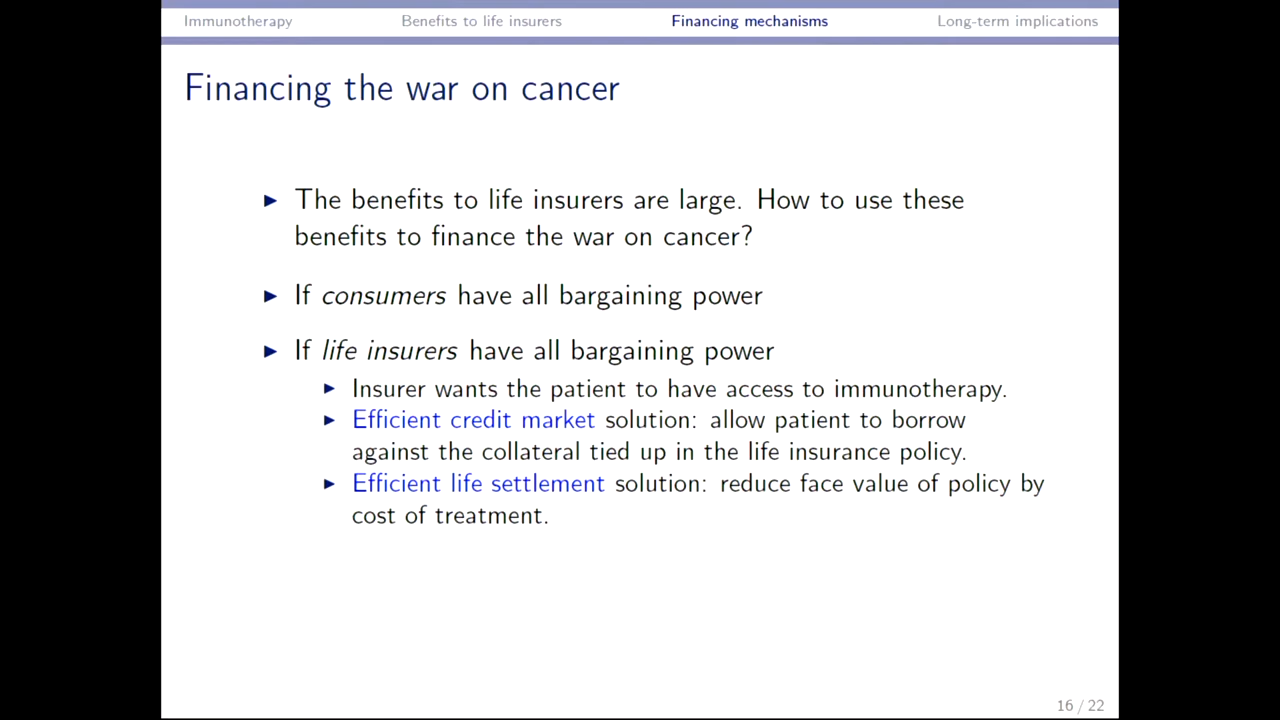 Immunotherapy Benefits to life insurers Financing mechanisms Long-term implications
Financing the war on cancer
▶ The benefits to life insurers are large. How to use these
benefits to finance the war on cancer?
▶ If consumers have all bargaining power
▶ If life insurers have all bargaining power
▶ Insurer wants the patient to have access to immunotherapy.
▶ Efficient credit market solution: allow patient to borrow
against the collateral tied up in the life insurance policy.
▶ Efficient life settlement solution: reduce face value of policy by
cost of treatment.
16 / 22